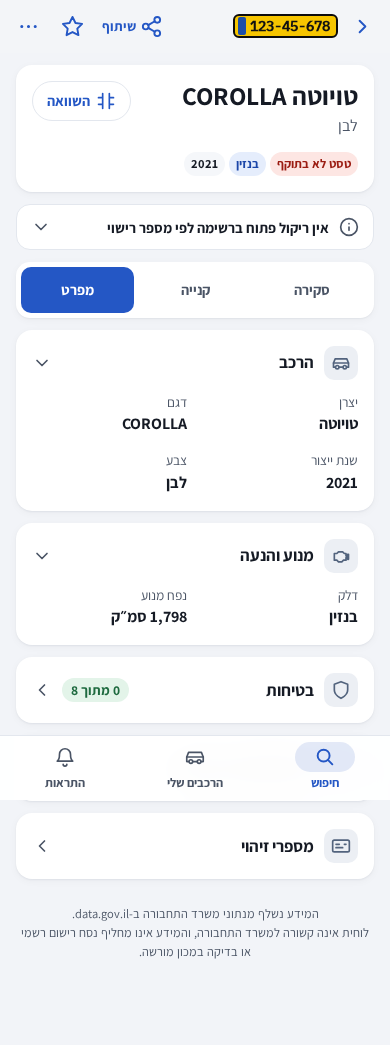 123-45-678
שיתוף
טויוטה COROLLA
השוואה
לבן
טסט לא בתוקף
בנזין
2021
אין ריקול פתוח ברשימה לפי מספר רישוי
סקירה
קנייה
מפרט
הרכב
יצרן
דגם
טויוטה
COROLLA
שנת ייצור
צבע
2021
לבן
מנוע והנעה
דלק
נפח מנוע
בנזין
1,798 סמ״ק
בטיחות
0 מתוך 8
חיפוש
הרכבים שלי
התראות
מספרי זיהוי
המידע נשלף מנתוני משרד התחבורה ב-data.gov.il.
לוחית אינה קשורה למשרד התחבורה, והמידע אינו מחליף נסח רישום רשמי
או בדיקה במכון מורשה.